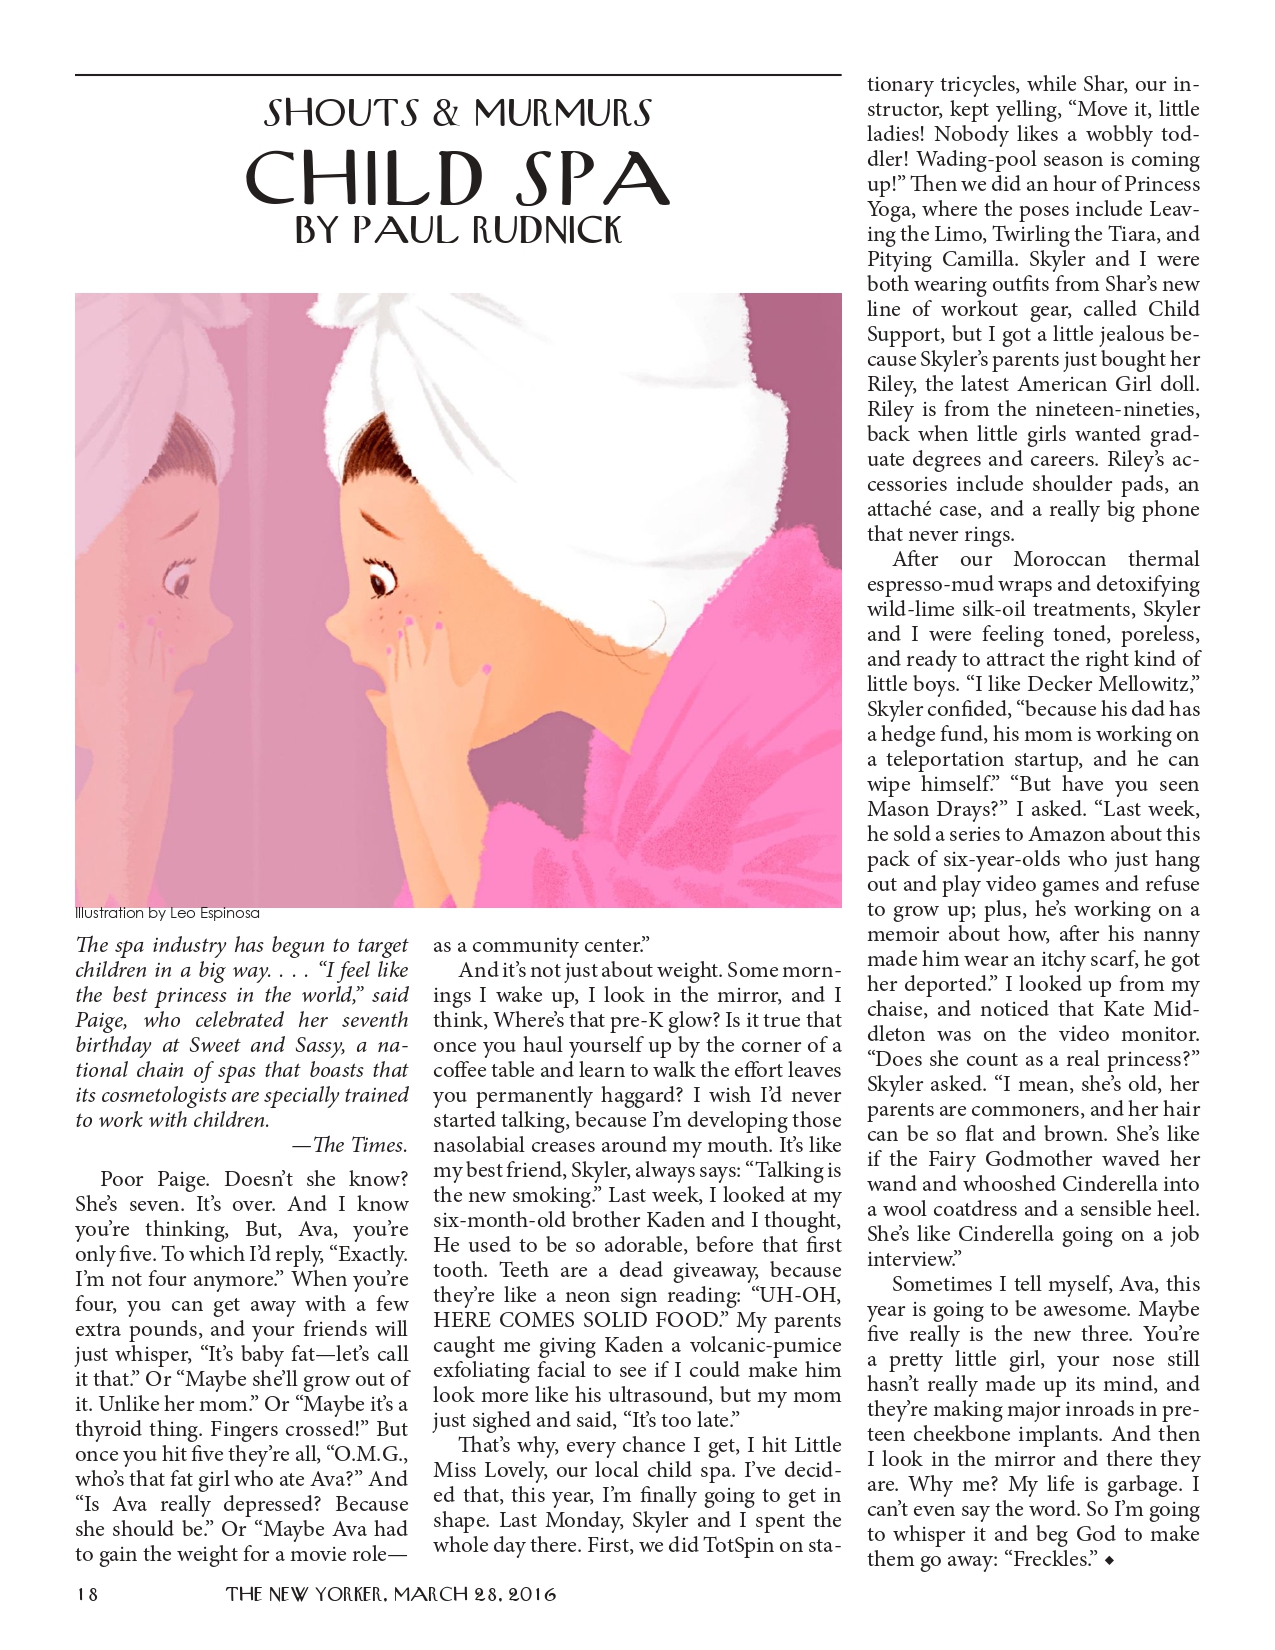 SHOUTS & MURMURS
CHILD SPA
BY PAUL RUDNICK
Illustration by Leo Espinosa
The spa industry has begun to target
children in a big way. . . . “I feel like
the best princess in the world,” said
Paige, who celebrated her seventh
birthday at Sweet and Sassy, a na-
tional chain of spas that boasts that
its cosmetologists are specially trained
to work with children.
—The Times.
Poor Paige. Doesn’t she know?
She’s seven. It’s over. And I know
you’re thinking, But, Ava, you’re
only five. To which I’d reply, “Exactly.
I’m not four anymore.” When you’re
four, you can get away with a few
extra pounds, and your friends will
just whisper, “It’s baby fat—let’s call
it that.” Or “Maybe she’ll grow out of
it. Unlike her mom.” Or “Maybe it’s a
thyroid thing. Fingers crossed!” But
once you hit five they’re all, “O.M.G.,
who’s that fat girl who ate Ava?” And
“Is Ava really depressed? Because
she should be.” Or “Maybe Ava had
to gain the weight for a movie role—
as a community center.”
And it’s not just about weight. Some morn-
ings I wake up, I look in the mirror, and I
think, Where’s that pre-K glow? Is it true that
once you haul yourself up by the corner of a
coffee table and learn to walk the effort leaves
you permanently haggard? I wish I’d never
started talking, because I’m developing those
nasolabial creases around my mouth. It’s like
my best friend, Skyler, always says: “Talking is
the new smoking.” Last week, I looked at my
six-month-old brother Kaden and I thought,
He used to be so adorable, before that first
tooth. Teeth are a dead giveaway, because
they’re like a neon sign reading: “UH-OH,
HERE COMES SOLID FOOD.” My parents
caught me giving Kaden a volcanic-pumice
exfoliating facial to see if I could make him
look more like his ultrasound, but my mom
just sighed and said, “It’s too late.”
That’s why, every chance I get, I hit Little
Miss Lovely, our local child spa. I’ve decid-
ed that, this year, I’m finally going to get in
shape. Last Monday, Skyler and I spent the
whole day there. First, we did TotSpin on sta-
tionary tricycles, while Shar, our in-
structor, kept yelling, “Move it, little
ladies! Nobody likes a wobbly tod-
dler! Wading-pool season is coming
up!” Then we did an hour of Princess
Yoga, where the poses include Leav-
ing the Limo, Twirling the Tiara, and
Pitying Camilla. Skyler and I were
both wearing outfits from Shar’s new
line of workout gear, called Child
Support, but I got a little jealous be-
cause Skyler’s parents just bought her
Riley, the latest American Girl doll.
Riley is from the nineteen-nineties,
back when little girls wanted grad-
uate degrees and careers. Riley’s ac-
cessories include shoulder pads, an
attaché case, and a really big phone
that never rings.
After our Moroccan thermal
espresso-mud wraps and detoxifying
wild-lime silk-oil treatments, Skyler
and I were feeling toned, poreless,
and ready to attract the right kind of
little boys. “I like Decker Mellowitz,”
Skyler confided, “because his dad has
a hedge fund, his mom is working on
a teleportation startup, and he can
wipe himself.” “But have you seen
Mason Drays?” I asked. “Last week,
he sold a series to Amazon about this
pack of six-year-olds who just hang
out and play video games and refuse
to grow up; plus, he’s working on a
memoir about how, after his nanny
made him wear an itchy scarf, he got
her deported.” I looked up from my
chaise, and noticed that Kate Mid-
dleton was on the video monitor.
“Does she count as a real princess?”
Skyler asked. “I mean, she’s old, her
parents are commoners, and her hair
can be so flat and brown. She’s like
if the Fairy Godmother waved her
wand and whooshed Cinderella into
a wool coatdress and a sensible heel.
She’s like Cinderella going on a job
interview.”
Sometimes I tell myself, Ava, this
year is going to be awesome. Maybe
five really is the new three. You’re
a pretty little girl, your nose still
hasn’t really made up its mind, and
they’re making major inroads in pre-
teen cheekbone implants. And then
I look in the mirror and there they
are. Why me? My life is garbage. I
can’t even say the word. So I’m going
to whisper it and beg God to make
them go away: “Freckles.” ◆
18 THE NEW YORKER, MARCH 28, 2016